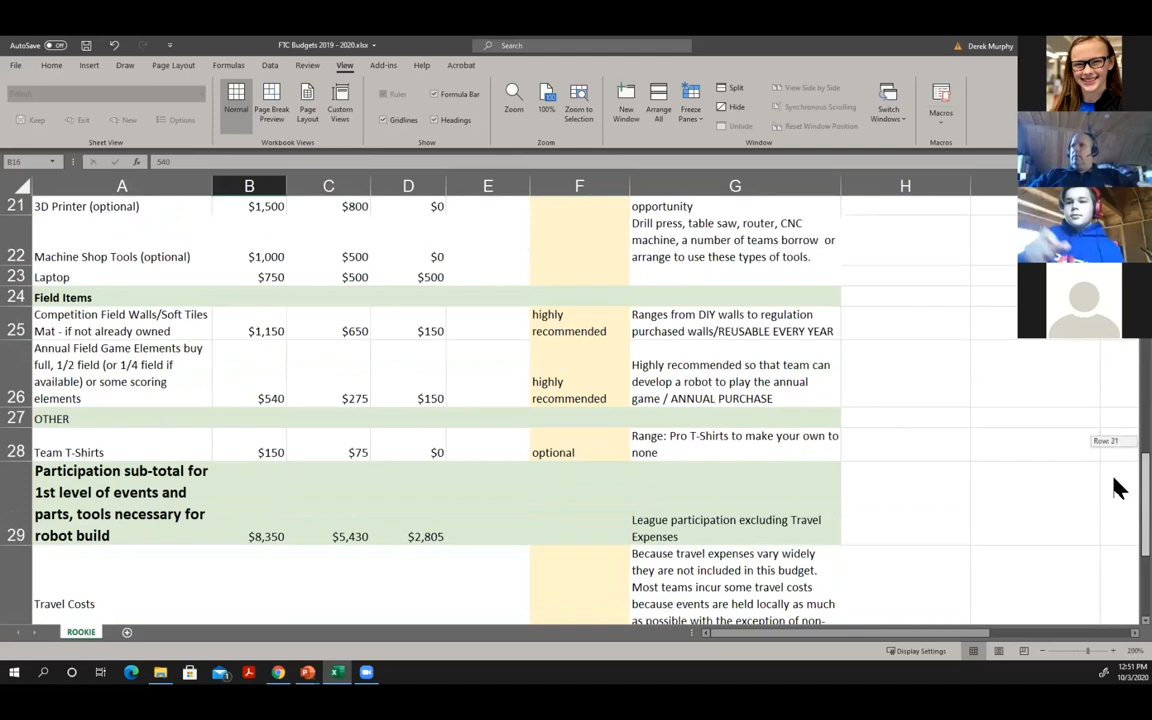 AutoSave Off
FTC Budgets 2019 - 2020.xlsx
Search
Derek Murphy
File Home Insert Draw Page Layout Formulas Data Review View Add-ins Help Acrobat
Default
Keep Exit New Options
Sheet View
Normal
Page Break
Preview
Page
Layout
Custom
Views
Workbook Views
Ruler
Formula Bar
Gridlines
Headings
Show
Zoom
100%
Zoom to
Selection
Zoom
New
Window
Arrange
All
Freeze
Panes
Split
Hide
Unhide
View Side by Side
Synchronous Scrolling
Reset Window Position
Window
Switch
Windows
Macros
Macros
B16
fx
540
A B C D E F G H
21 3D Printer (optional) $1,500 $800 $0 opportunity
Drill press, table saw, router, CNC
machine, a number of teams borrow or
22 Machine Shop Tools (optional) $1,000 $500 $0 arrange to use these types of tools.
23 Laptop $750 $500 $500
24 Field Items
Competition Field Walls/Soft Tiles highly Ranges from DIY walls to regulation
25 Mat - if not already owned $1,150 $650 $150 recommended purchased walls/REUSABLE EVERY YEAR
Annual Field Game Elements buy
full, 1/2 field (or 1/4 field if Highly recommended so that team can
available) or some scoring highly develop a robot to play the annual
26 elements $540 $275 $150 recommended game / ANNUAL PURCHASE
27 OTHER
Range: Pro T-Shirts to make your own to
28 Team T-Shirts $150 $75 $0 optional none
Participation sub-total for
1st level of events and
parts, tools necessary for League participation excluding Travel
29 robot build $8,350 $5,430 $2,805 Expenses
Because travel expenses vary widely
they are not included in this budget.
Most teams incur some travel costs
Travel Costs because events are held locally as much
as possible with the exception of non-
Row: 21
ROOKIE
Display Settings
200%
12:51 PM
10/3/2020